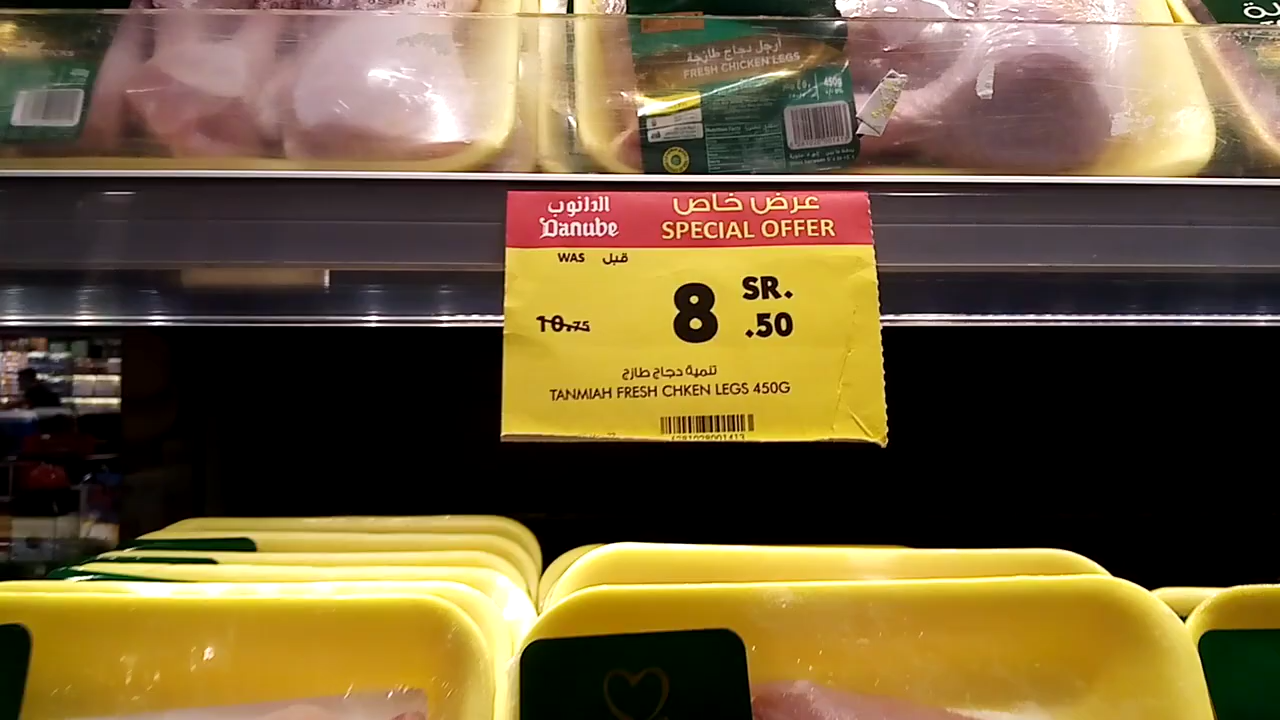 أرجل دجاج طازجة
FRESH CHICKEN LEGS
450g
الدانوب
Danube
عرض خاص
SPECIAL OFFER
WAS قبل
10.75
8 SR. .50
تنمية دجاج طازج
TANMIAH FRESH CHKEN LEGS 450G